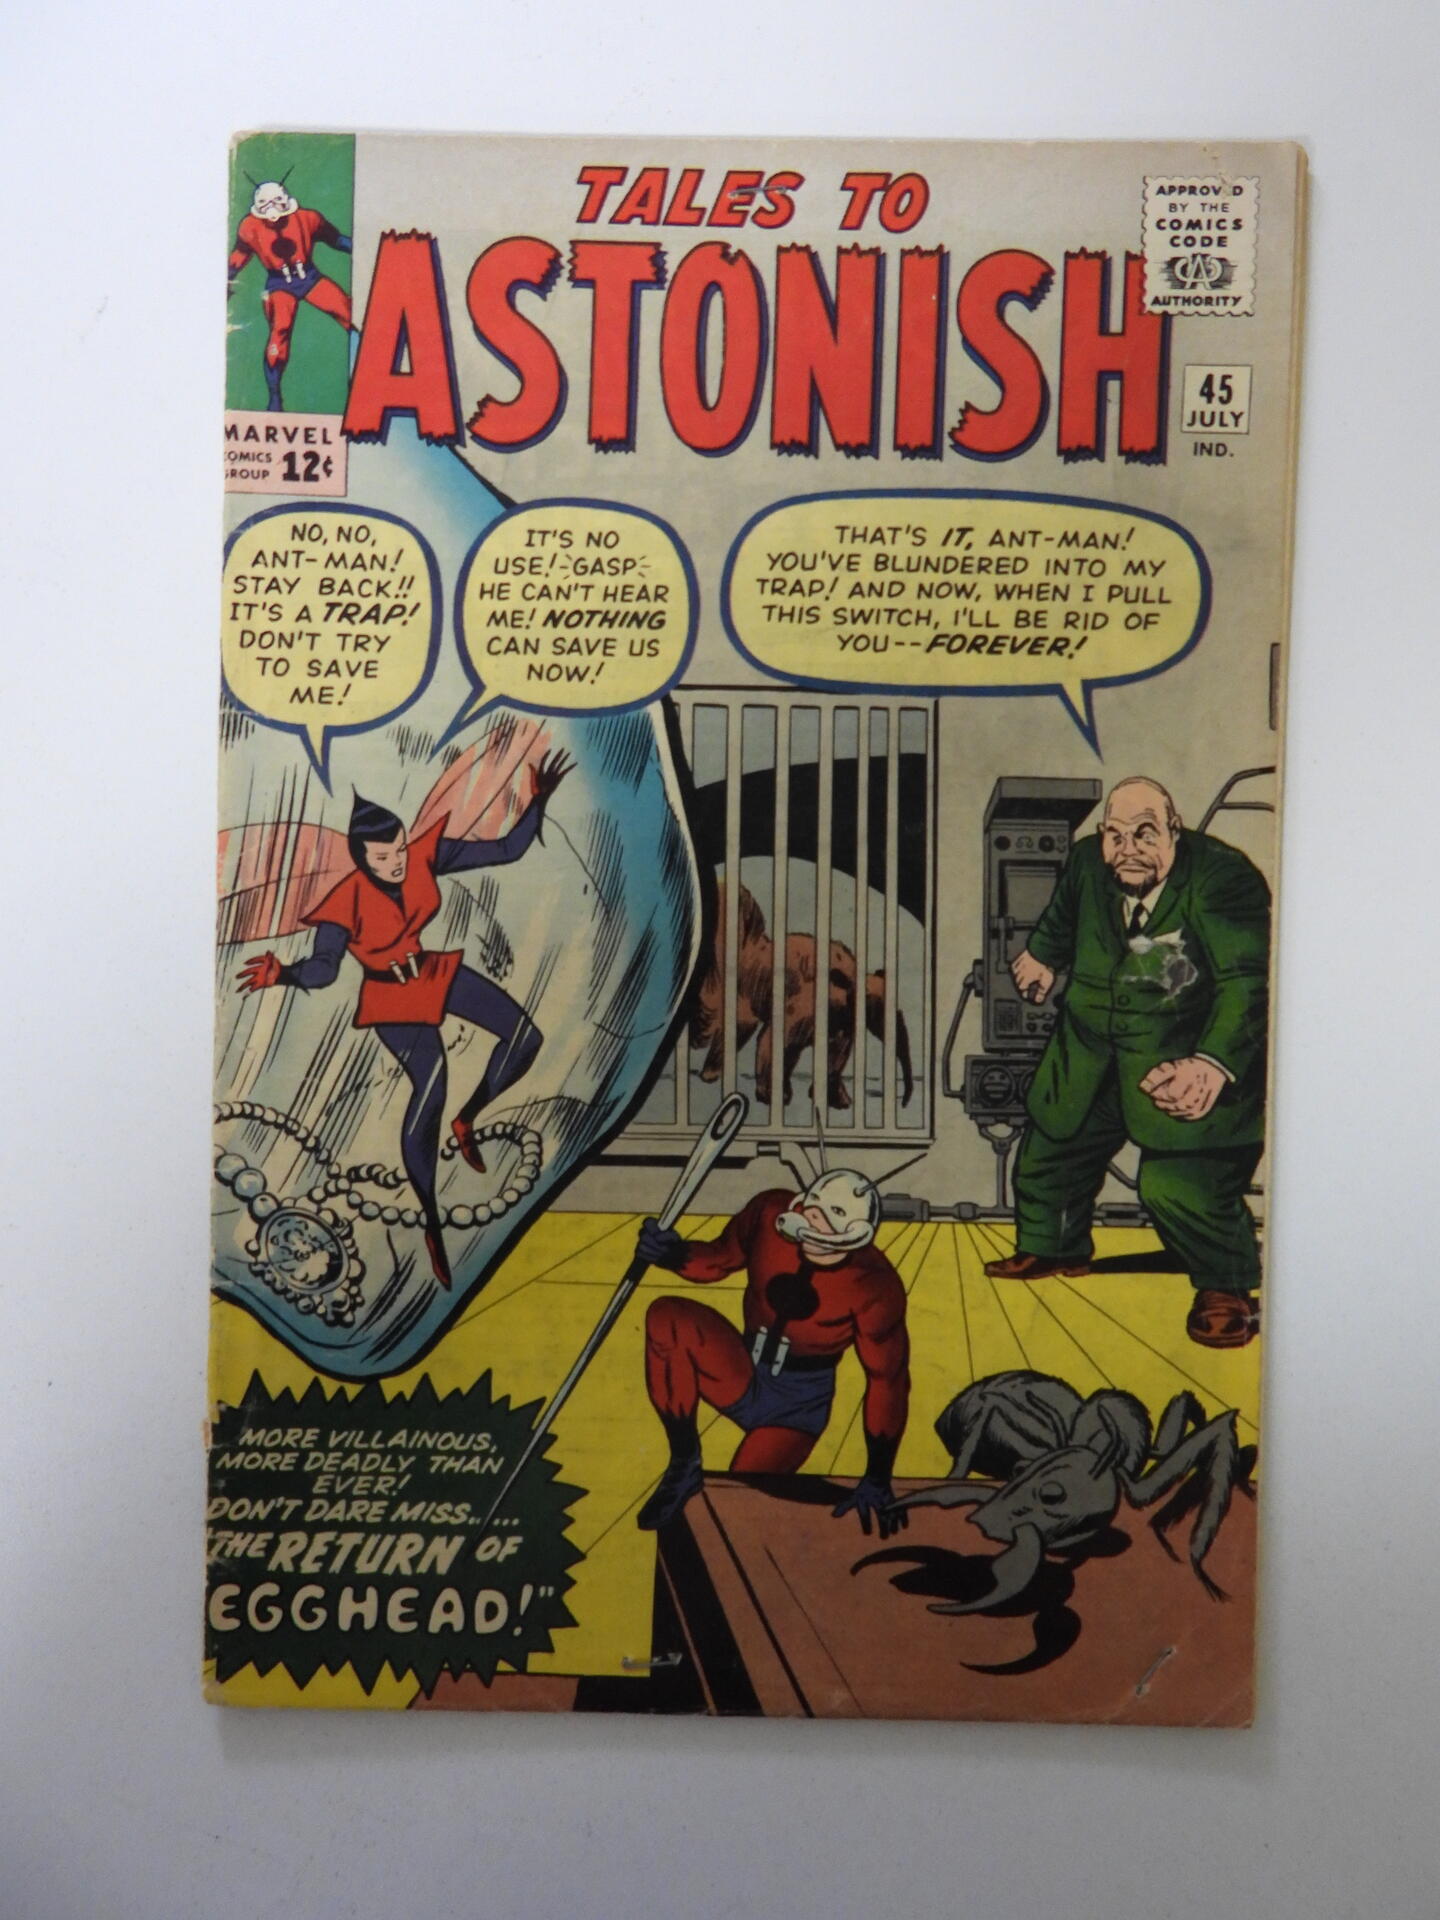 TALES TO
ASTONISH
APPROVED
BY THE
COMICS
CODE
AUTHORITY
45
JULY
IND.
MARVEL
COMICS
GROUP 12¢
NO, NO,
ANT-MAN!
STAY BACK!!
IT'S A TRAP!
DON'T TRY
TO SAVE
ME!
IT'S NO
USE! -GASP-
HE CAN'T HEAR
ME! NOTHING
CAN SAVE US
NOW!
THAT'S IT, ANT-MAN!
YOU'VE BLUNDERED INTO MY
TRAP! AND NOW, WHEN I PULL
THIS SWITCH, I'LL BE RID OF
YOU--FOREVER!
MORE VILLAINOUS,
MORE DEADLY THAN
EVER!
DON'T DARE MISS.....
"THE RETURN OF
EGGHEAD!"